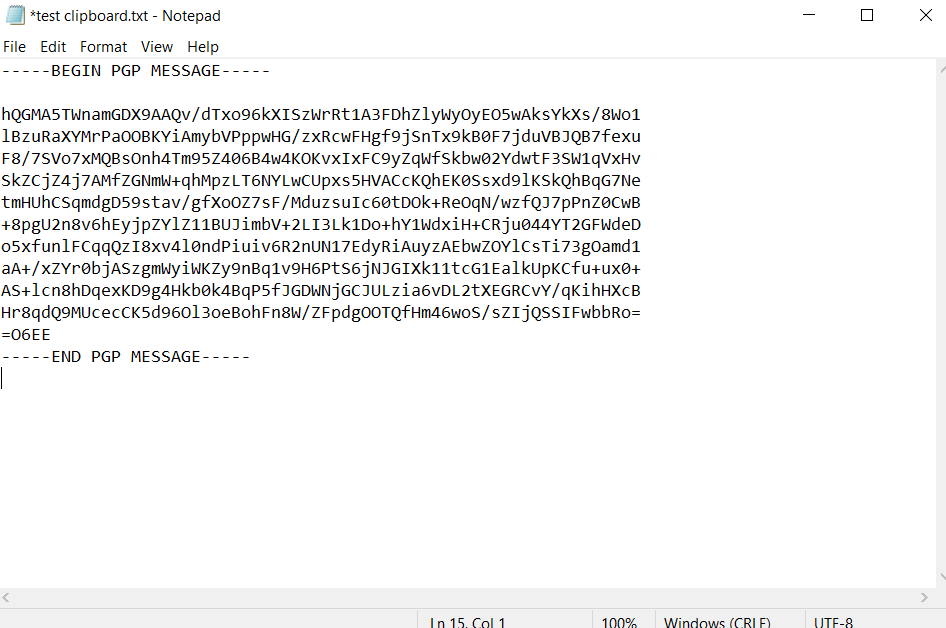 *test clipboard.txt - Notepad
File Edit Format View Help
-----BEGIN PGP MESSAGE-----

hQGMA5TWnamGDX9AAQv/dTxo96kXISzWrRt1A3FDhZlyWyOyEO5wAksYkXs/8Wo1
lBzuRaXYMrPaOOBKYiAmybVPppwHG/zxRcwFHgf9jSnTx9kB0F7jduVBJQB7fexu
F8/7SVo7xMQBsOnh4Tm95Z406B4w4KOKvxIxFC9yZqWfSkbw02YdwtF3SW1qVxHv
SkZCjZ4j7AMfZGNmW+qhMpzLT6NYLwCUpxs5HVACcKQhEK0Ssxd9lKSkQhBqG7Ne
tmHUhCSqmdgD59stav/gfXoOZ7sF/MduzsuIc60tDOk+ReOqN/wzfQJ7pPnZ0CwB
+8pgU2n8v6hEyjpZYlZ11BUJimbV+2LI3Lk1Do+hY1WdxiH+CRju044YT2GFWdeD
o5xfunlFCqqQzI8xv4l0ndPiuiv6R2nUN17EdyRiAuyzAEbwZOYlCsTi73gOamd1
aA+/xZYr0bjASzgmWyiWKZy9nBq1v9H6PtS6jNJGIXk11tcG1EalkUpKCfu+ux0+
AS+lcn8hDqexKD9g4Hkb0k4BqP5fJGDWNjGCJULzia6vDL2tXEGRCvY/qKihHXcB
Hr8qdQ9MUcecCK5d96Ol3oeBohFn8W/ZFpdgOOTQfHm46woS/sZIjQSSIFwbbRo=
=O6EE
-----END PGP MESSAGE-----
Ln 15, Col 1 100% Windows (CRLF) UTF-8